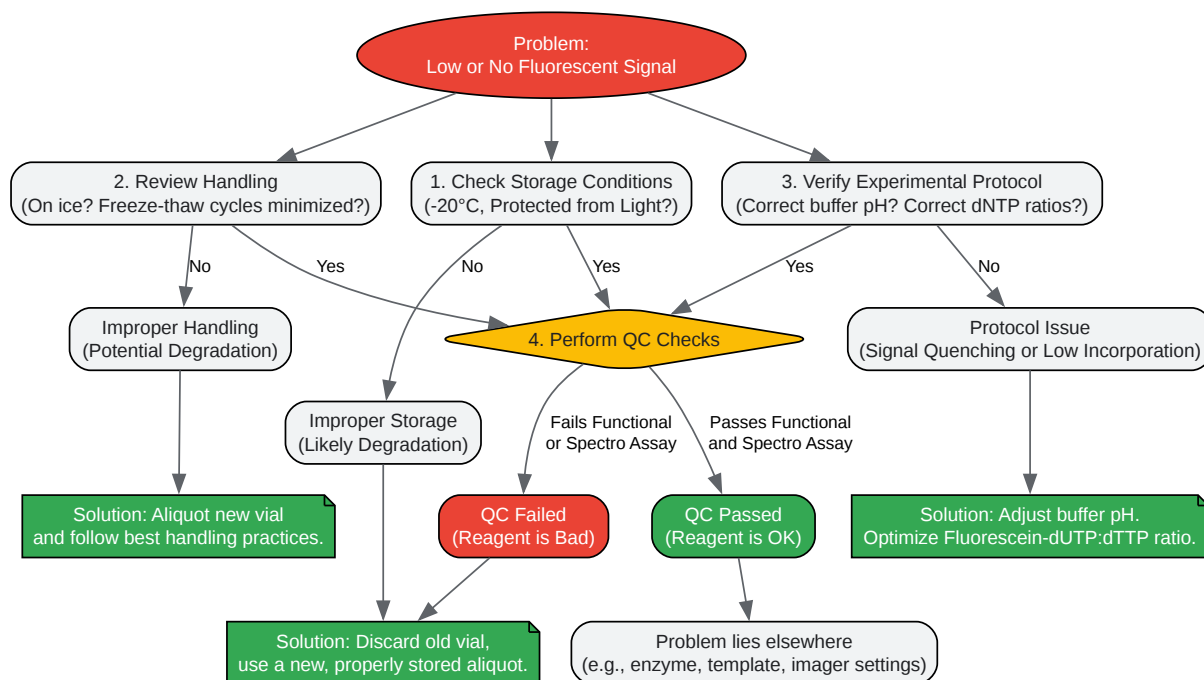 Problem:
Low or No Fluorescent Signal
2. Review Handling
(On ice? Freeze-thaw cycles minimized?)
1. Check Storage Conditions
(-20°C, Protected from Light?)
3. Verify Experimental Protocol
(Correct buffer pH? Correct dNTP ratios?)
No
Yes
No
Yes
Yes
No
Improper Handling
(Potential Degradation)
4. Perform QC Checks
Protocol Issue
(Signal Quenching or Low Incorporation)
Improper Storage
(Likely Degradation)
Fails Functional
or Spectro Assay
Passes Functional
and Spectro Assay
Solution: Aliquot new vial
and follow best handling practices.
QC Failed
(Reagent is Bad)
QC Passed
(Reagent is OK)
Solution: Adjust buffer pH.
Optimize Fluorescein-dUTP:dTTP ratio.
Solution: Discard old vial,
use a new, properly stored aliquot.
Problem lies elsewhere
(e.g., enzyme, template, imager settings)